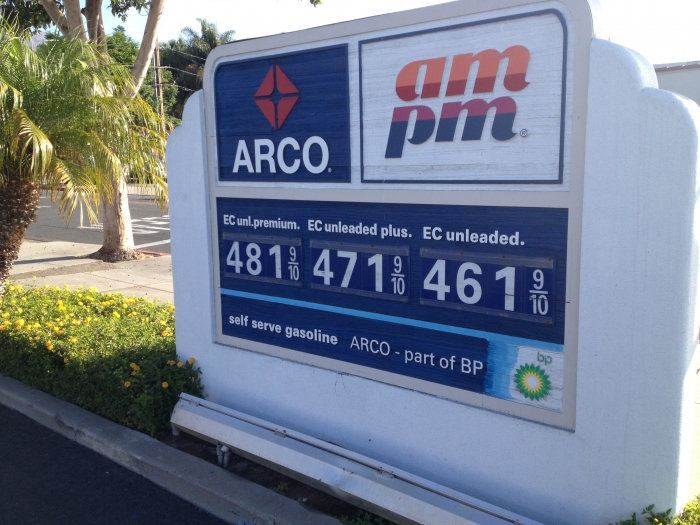 ARCO
am
pm®
EC unl.premium. EC unleaded plus. EC unleaded.
481 9/10 471 9/10 461 9/10
self serve gasoline ARCO - part of BP
bp